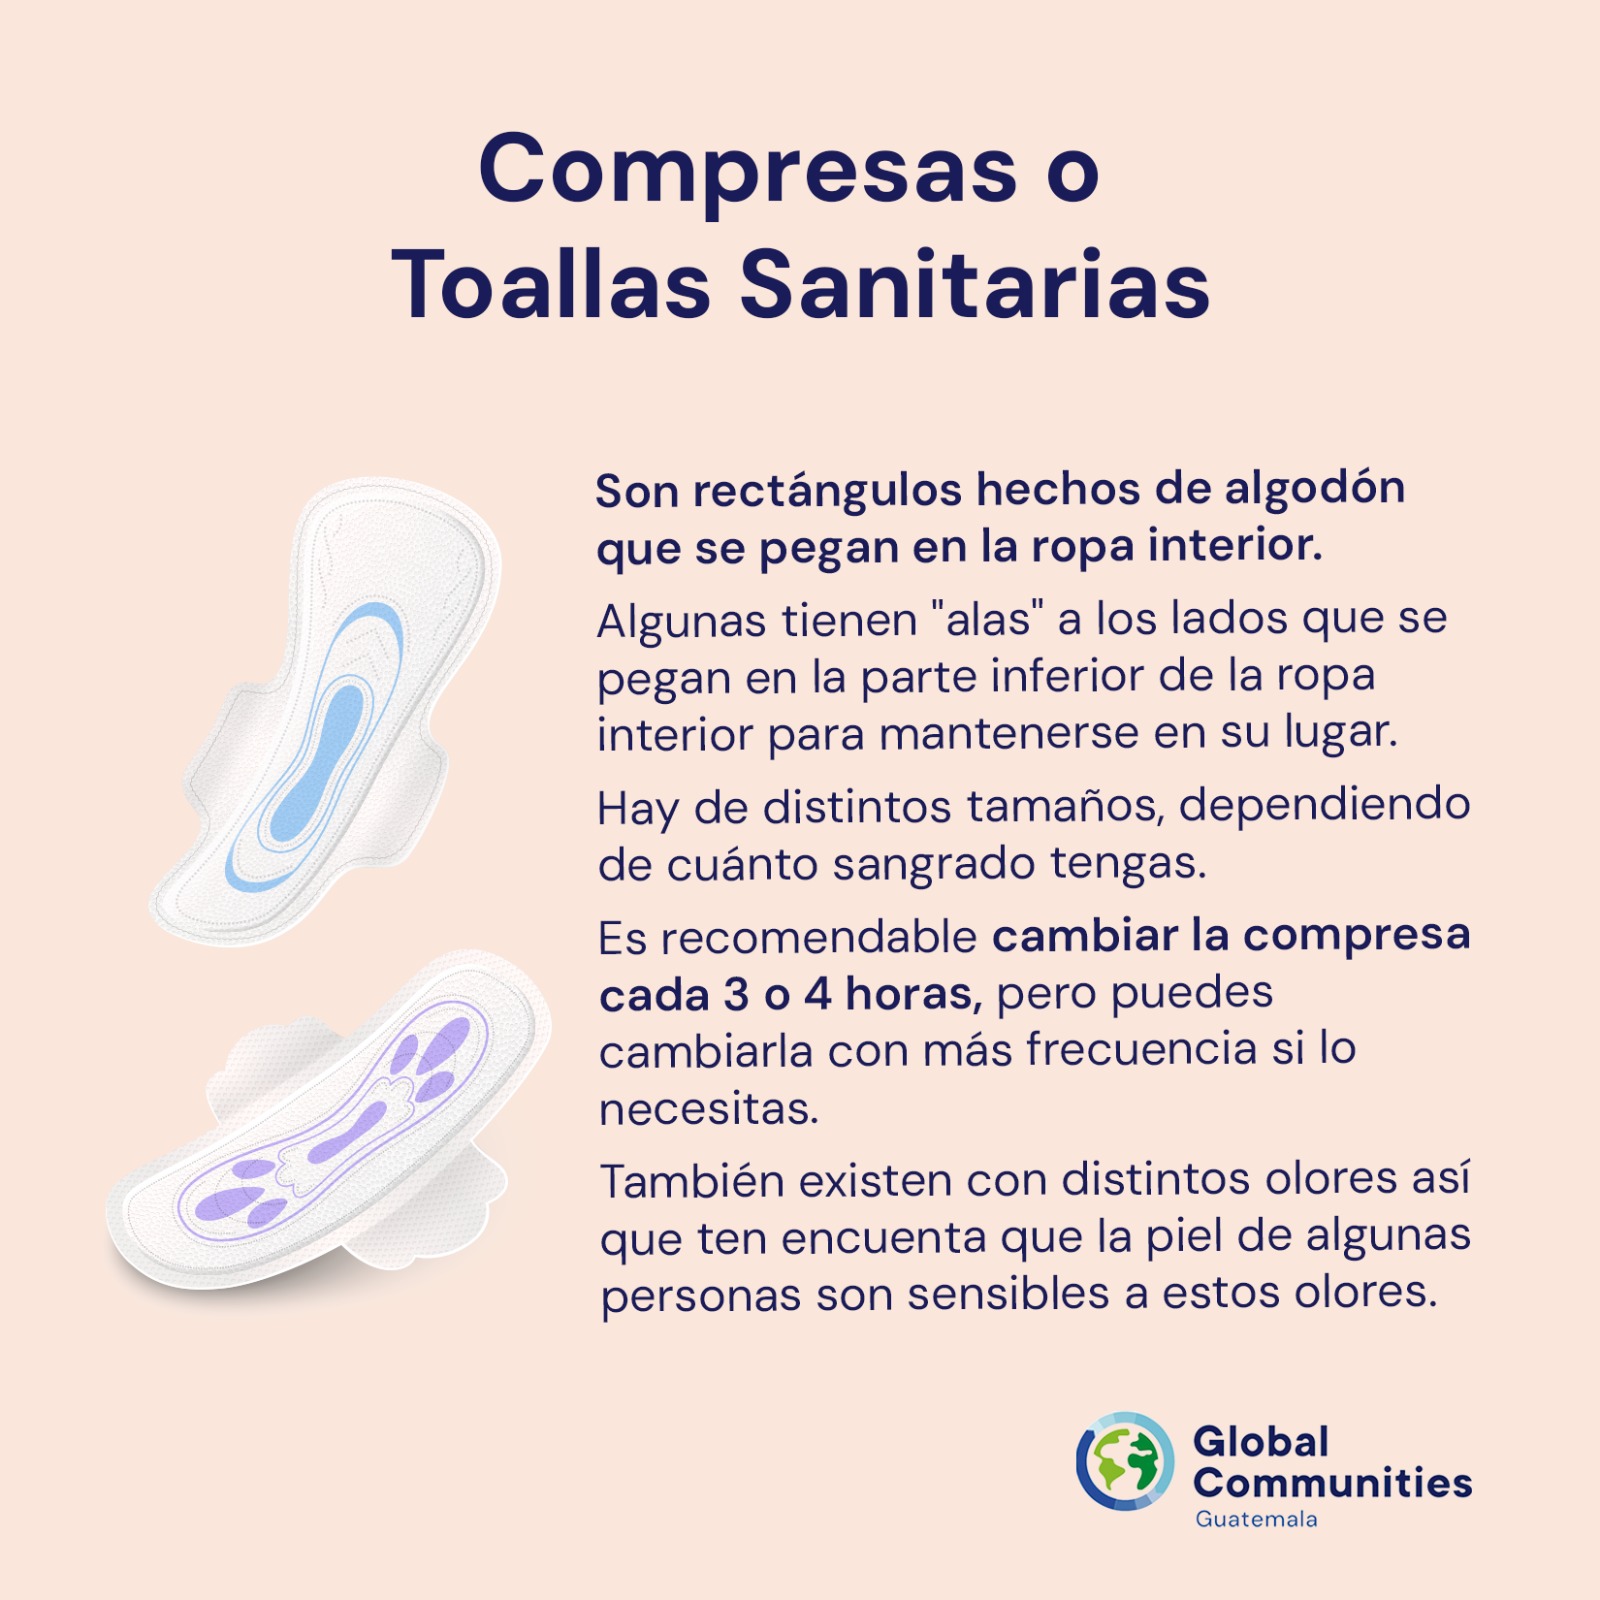 Compresas o
Toallas Sanitarias
Son rectángulos hechos de algodón
que se pegan en la ropa interior.
Algunas tienen "alas" a los lados que se
pegan en la parte inferior de la ropa
interior para mantenerse en su lugar.
Hay de distintos tamaños, dependiendo
de cuánto sangrado tengas.
Es recomendable cambiar la compresa
cada 3 o 4 horas, pero puedes
cambiarla con más frecuencia si lo
necesitas.
También existen con distintos olores así
que ten encuenta que la piel de algunas
personas son sensibles a estos olores.
Global
Communities
Guatemala